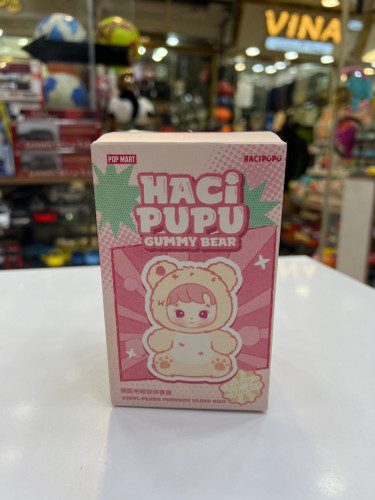 VINA
POP MART
HACIPUPU
HACI
PUPU
GUMMY BEAR
VINYL PLUSH PENDANT BLIND BOX